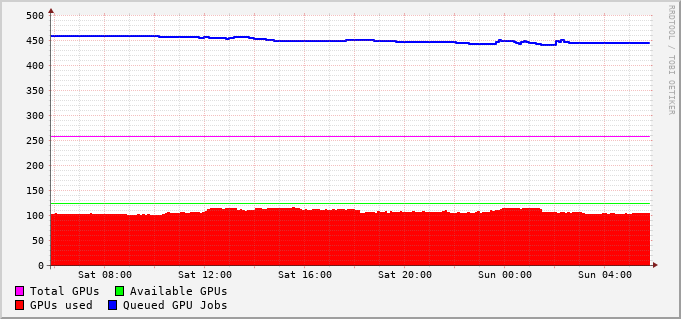 500
450
400
350
300
250
200
150
100
50
0
Sat 08:00 Sat 12:00 Sat 16:00 Sat 20:00 Sun 00:00 Sun 04:00
Total GPUs Available GPUs
GPUs used Queued GPU Jobs
RRDTOOL / TOBI OETIKER